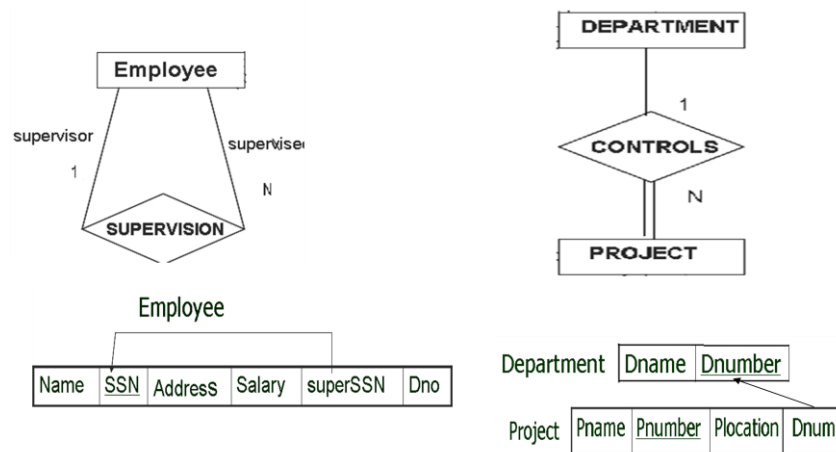 Employee
supervisor
supervisee
1
N
SUPERVISION
Employee
Name SSN Address Salary superSSN Dno
DEPARTMENT
1
CONTROLS
N
PROJECT
Department Dname Dnumber
Project Pname Pnumber Plocation Dnum